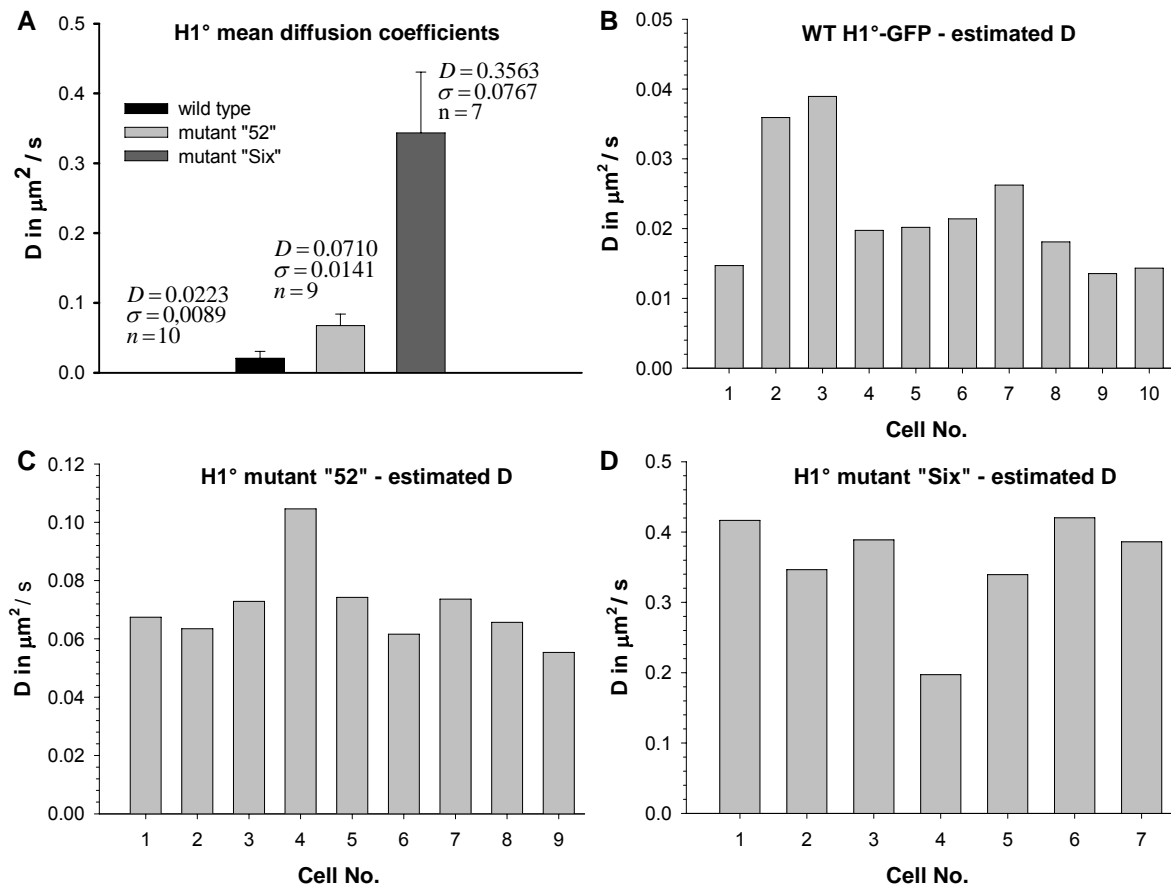 A
H1° mean diffusion coefficients
D in μm² / s
0.5
0.4
0.3
0.2
0.1
0.0
wild type
mutant "52"
mutant "Six"
D = 0.3563
σ = 0.0767
n = 7
D = 0.0710
σ = 0.0141
n = 9
D = 0.0223
σ = 0,0089
n = 10
B
WT H1°-GFP - estimated D
D in μm² / s
0.05
0.04
0.03
0.02
0.01
0.00
1 2 3 4 5 6 7 8 9 10
Cell No.
C
H1° mutant "52" - estimated D
D in μm² / s
0.12
0.10
0.08
0.06
0.04
0.02
0.00
1 2 3 4 5 6 7 8 9
Cell No.
D
H1° mutant "Six" - estimated D
D in μm² / s
0.5
0.4
0.3
0.2
0.1
0.0
1 2 3 4 5 6 7
Cell No.